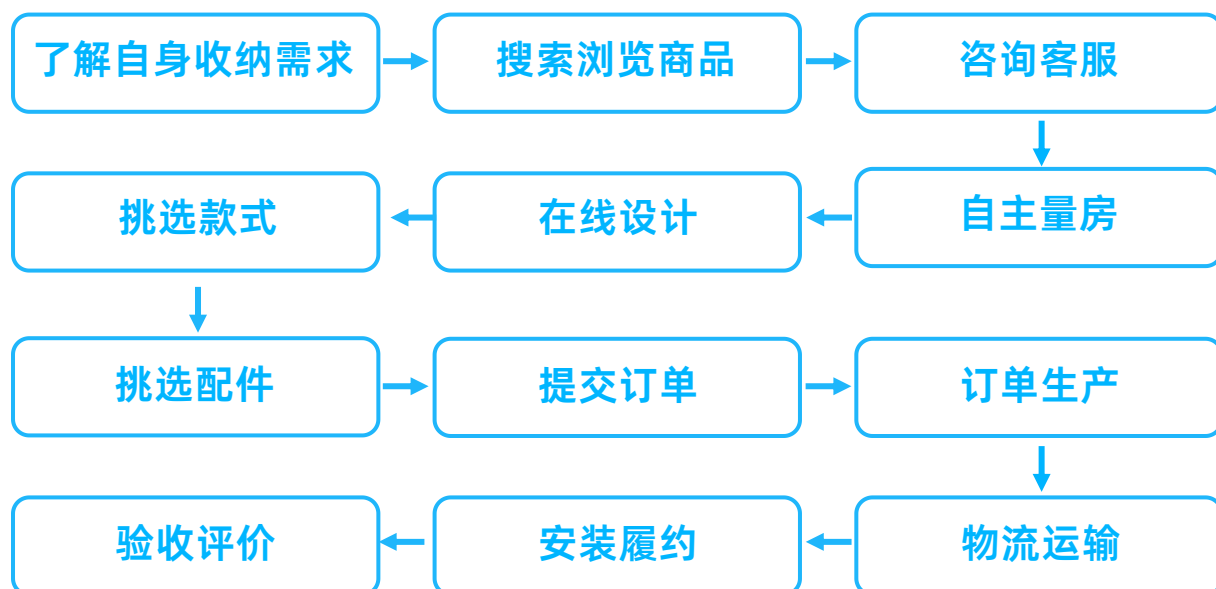 了解自身收纳需求
搜索浏览商品
咨询客服
自主量房
在线设计
挑选款式
挑选配件
提交订单
订单生产
物流运输
安装履约
验收评价